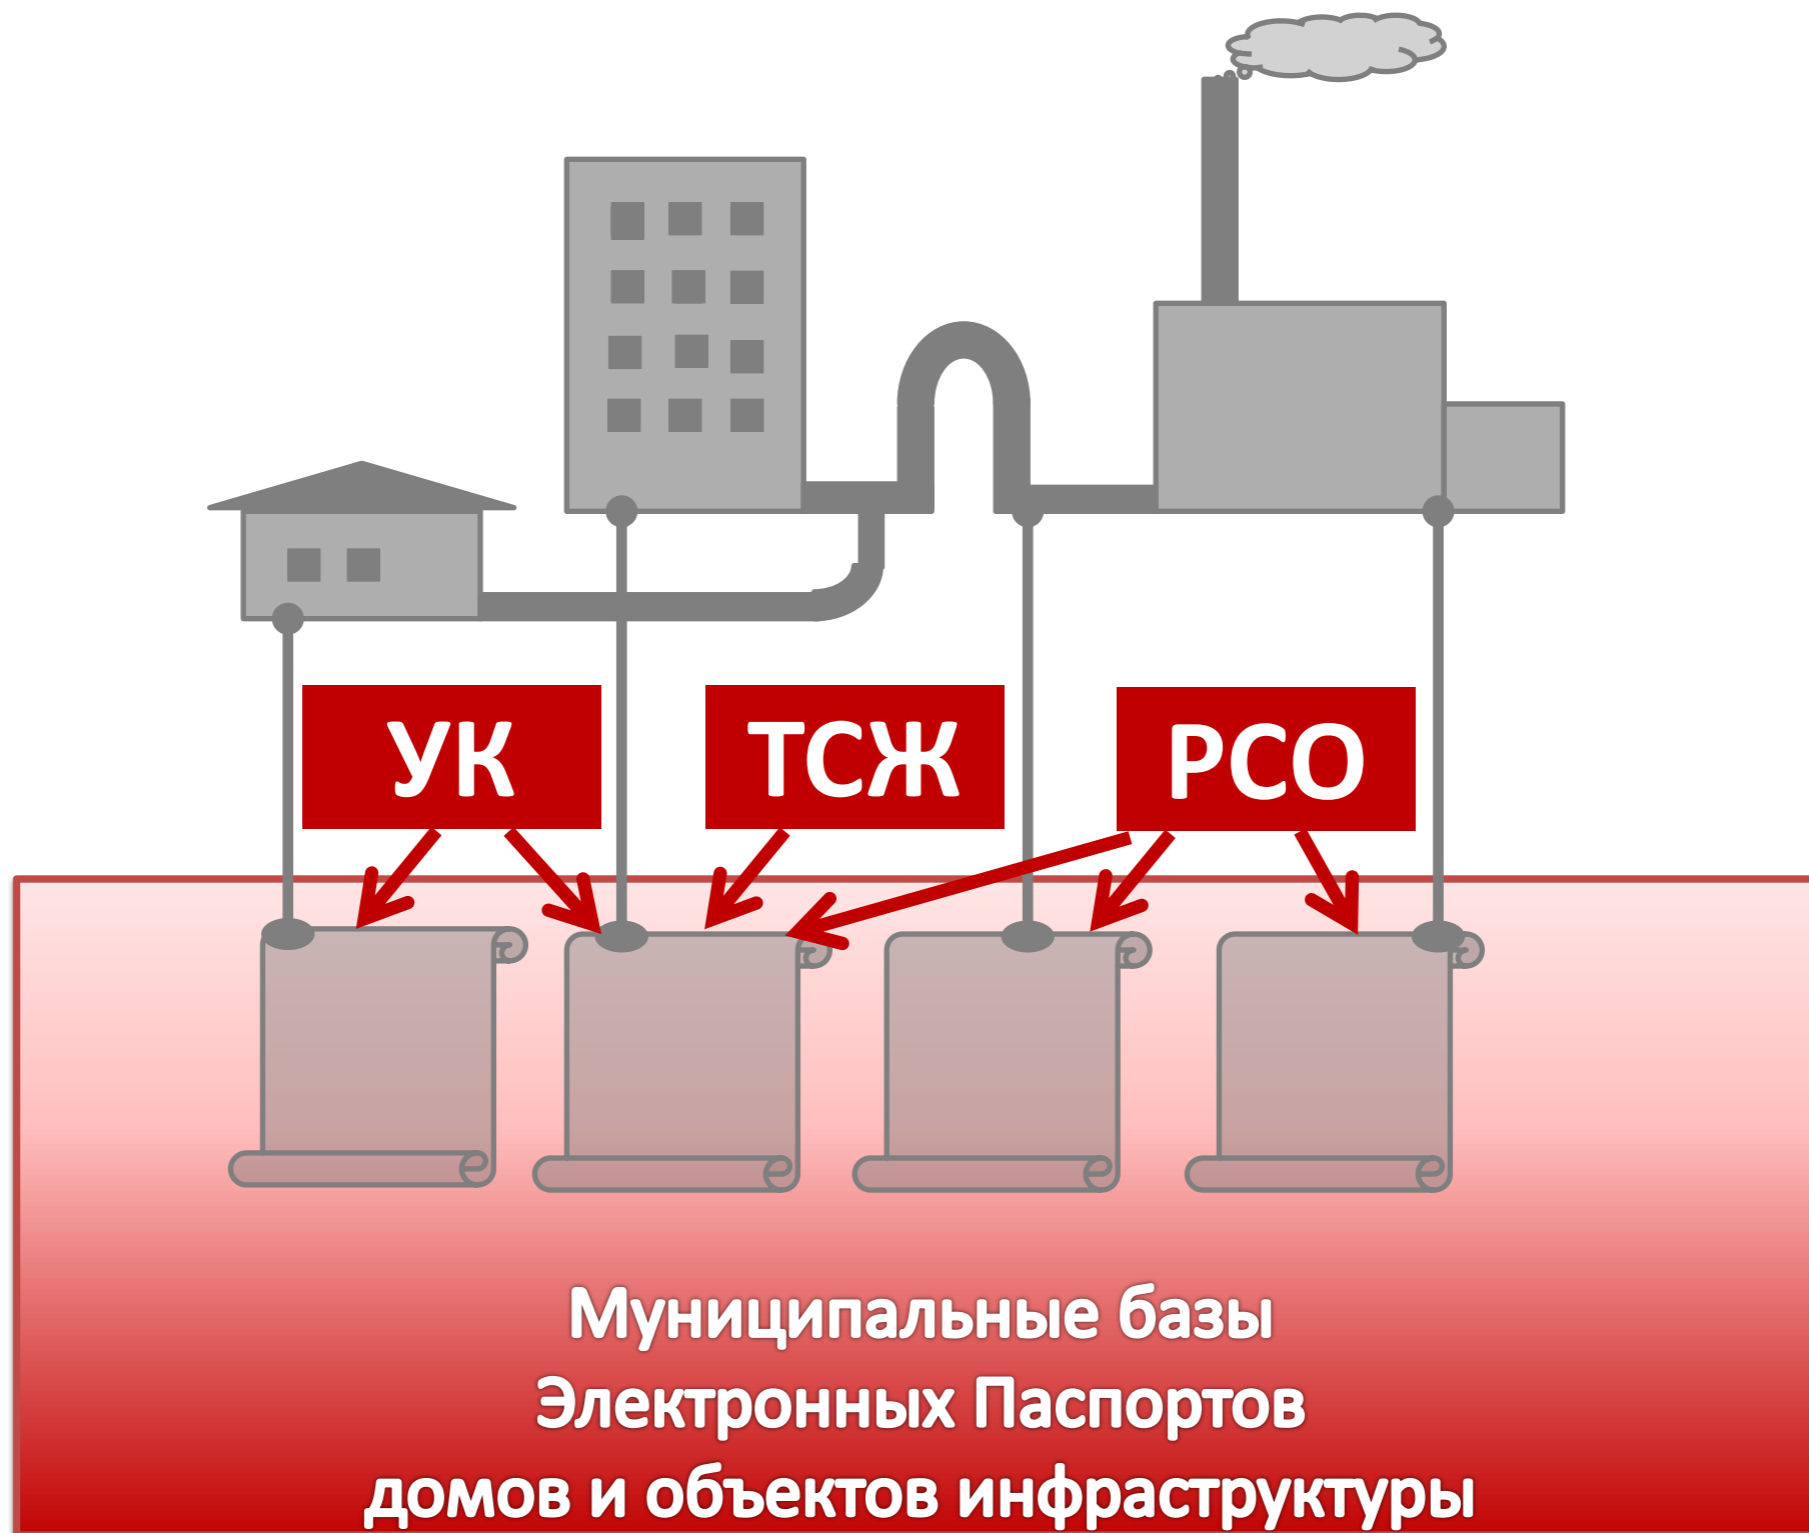 УК
ТСЖ
РСО
Муниципальные базы
Электронных Паспортов
домов и объектов инфраструктуры